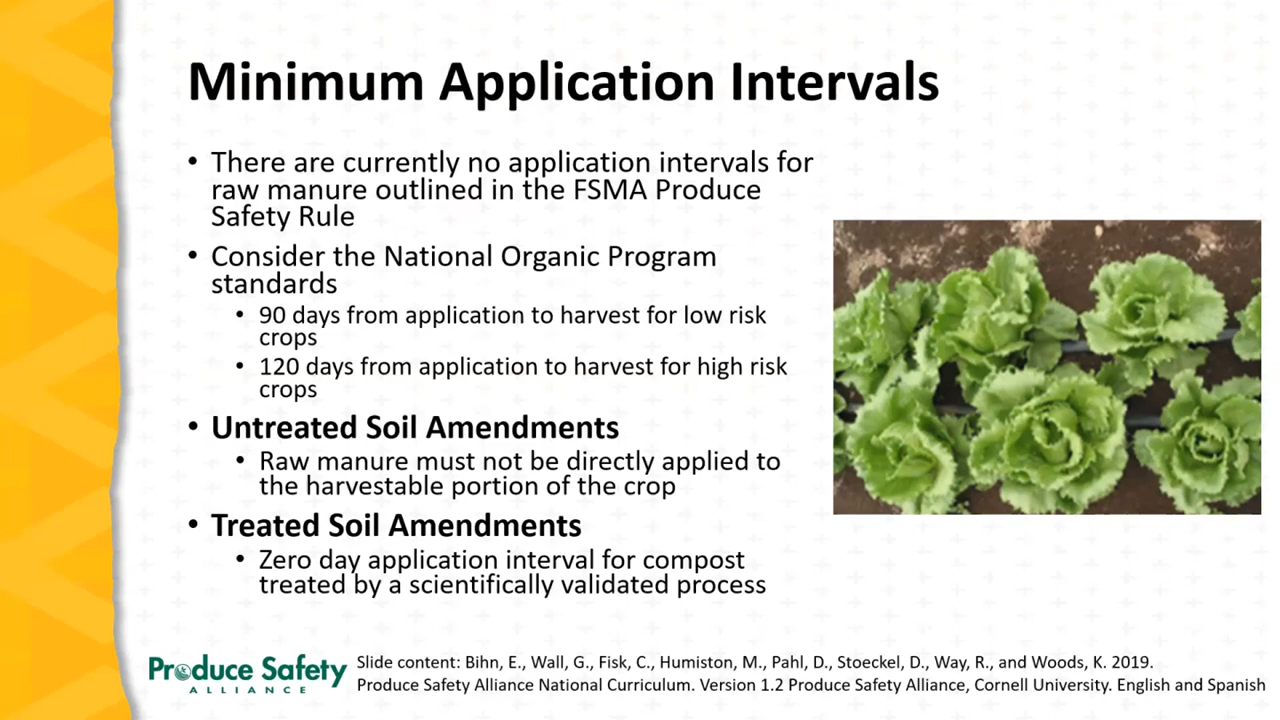 Minimum Application Intervals
• There are currently no application intervals for
raw manure outlined in the FSMA Produce
Safety Rule
• Consider the National Organic Program
standards
• 90 days from application to harvest for low risk
crops
• 120 days from application to harvest for high risk
crops
• Untreated Soil Amendments
• Raw manure must not be directly applied to
the harvestable portion of the crop
• Treated Soil Amendments
• Zero day application interval for compost
treated by a scientifically validated process
Produce Safety
ALLIANCE
Slide content: Bihn, E., Wall, G., Fisk, C., Humiston, M., Pahl, D., Stoeckel, D., Way, R., and Woods, K. 2019.
Produce Safety Alliance National Curriculum. Version 1.2 Produce Safety Alliance, Cornell University. English and Spanish